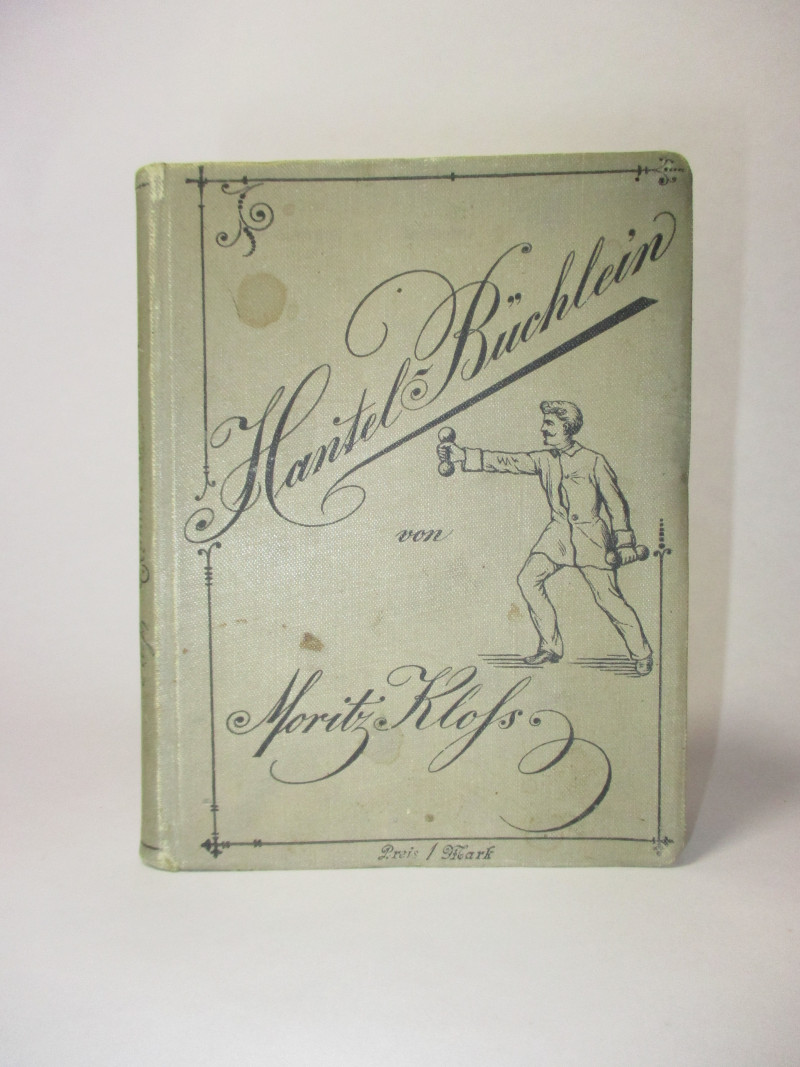 Hantel-Büchlein
von
Moritz Kloſs.
Preis 1 Mark